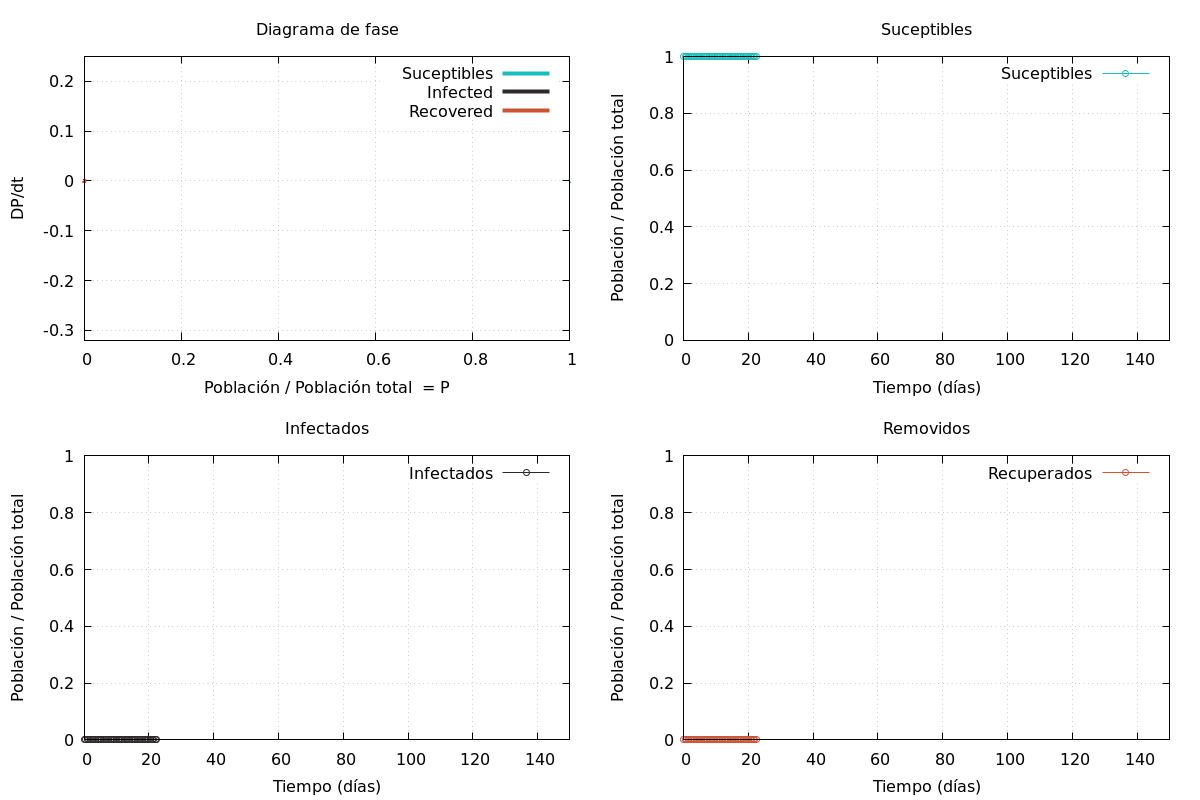 Diagrama de fase
DP/dt
0.2
0.1
0
-0.1
-0.2
-0.3
Suceptibles
Infected
Recovered
0 0.2 0.4 0.6 0.8 1
Población / Población total = P
Suceptibles
Población / Población total
1
0.8
0.6
0.4
0.2
0
Suceptibles
0 20 40 60 80 100 120 140
Tiempo (días)
Infectados
Población / Población total
1
0.8
0.6
0.4
0.2
0
Infectados
0 20 40 60 80 100 120 140
Tiempo (días)
Removidos
Población / Población total
1
0.8
0.6
0.4
0.2
0
Recuperados
0 20 40 60 80 100 120 140
Tiempo (días)